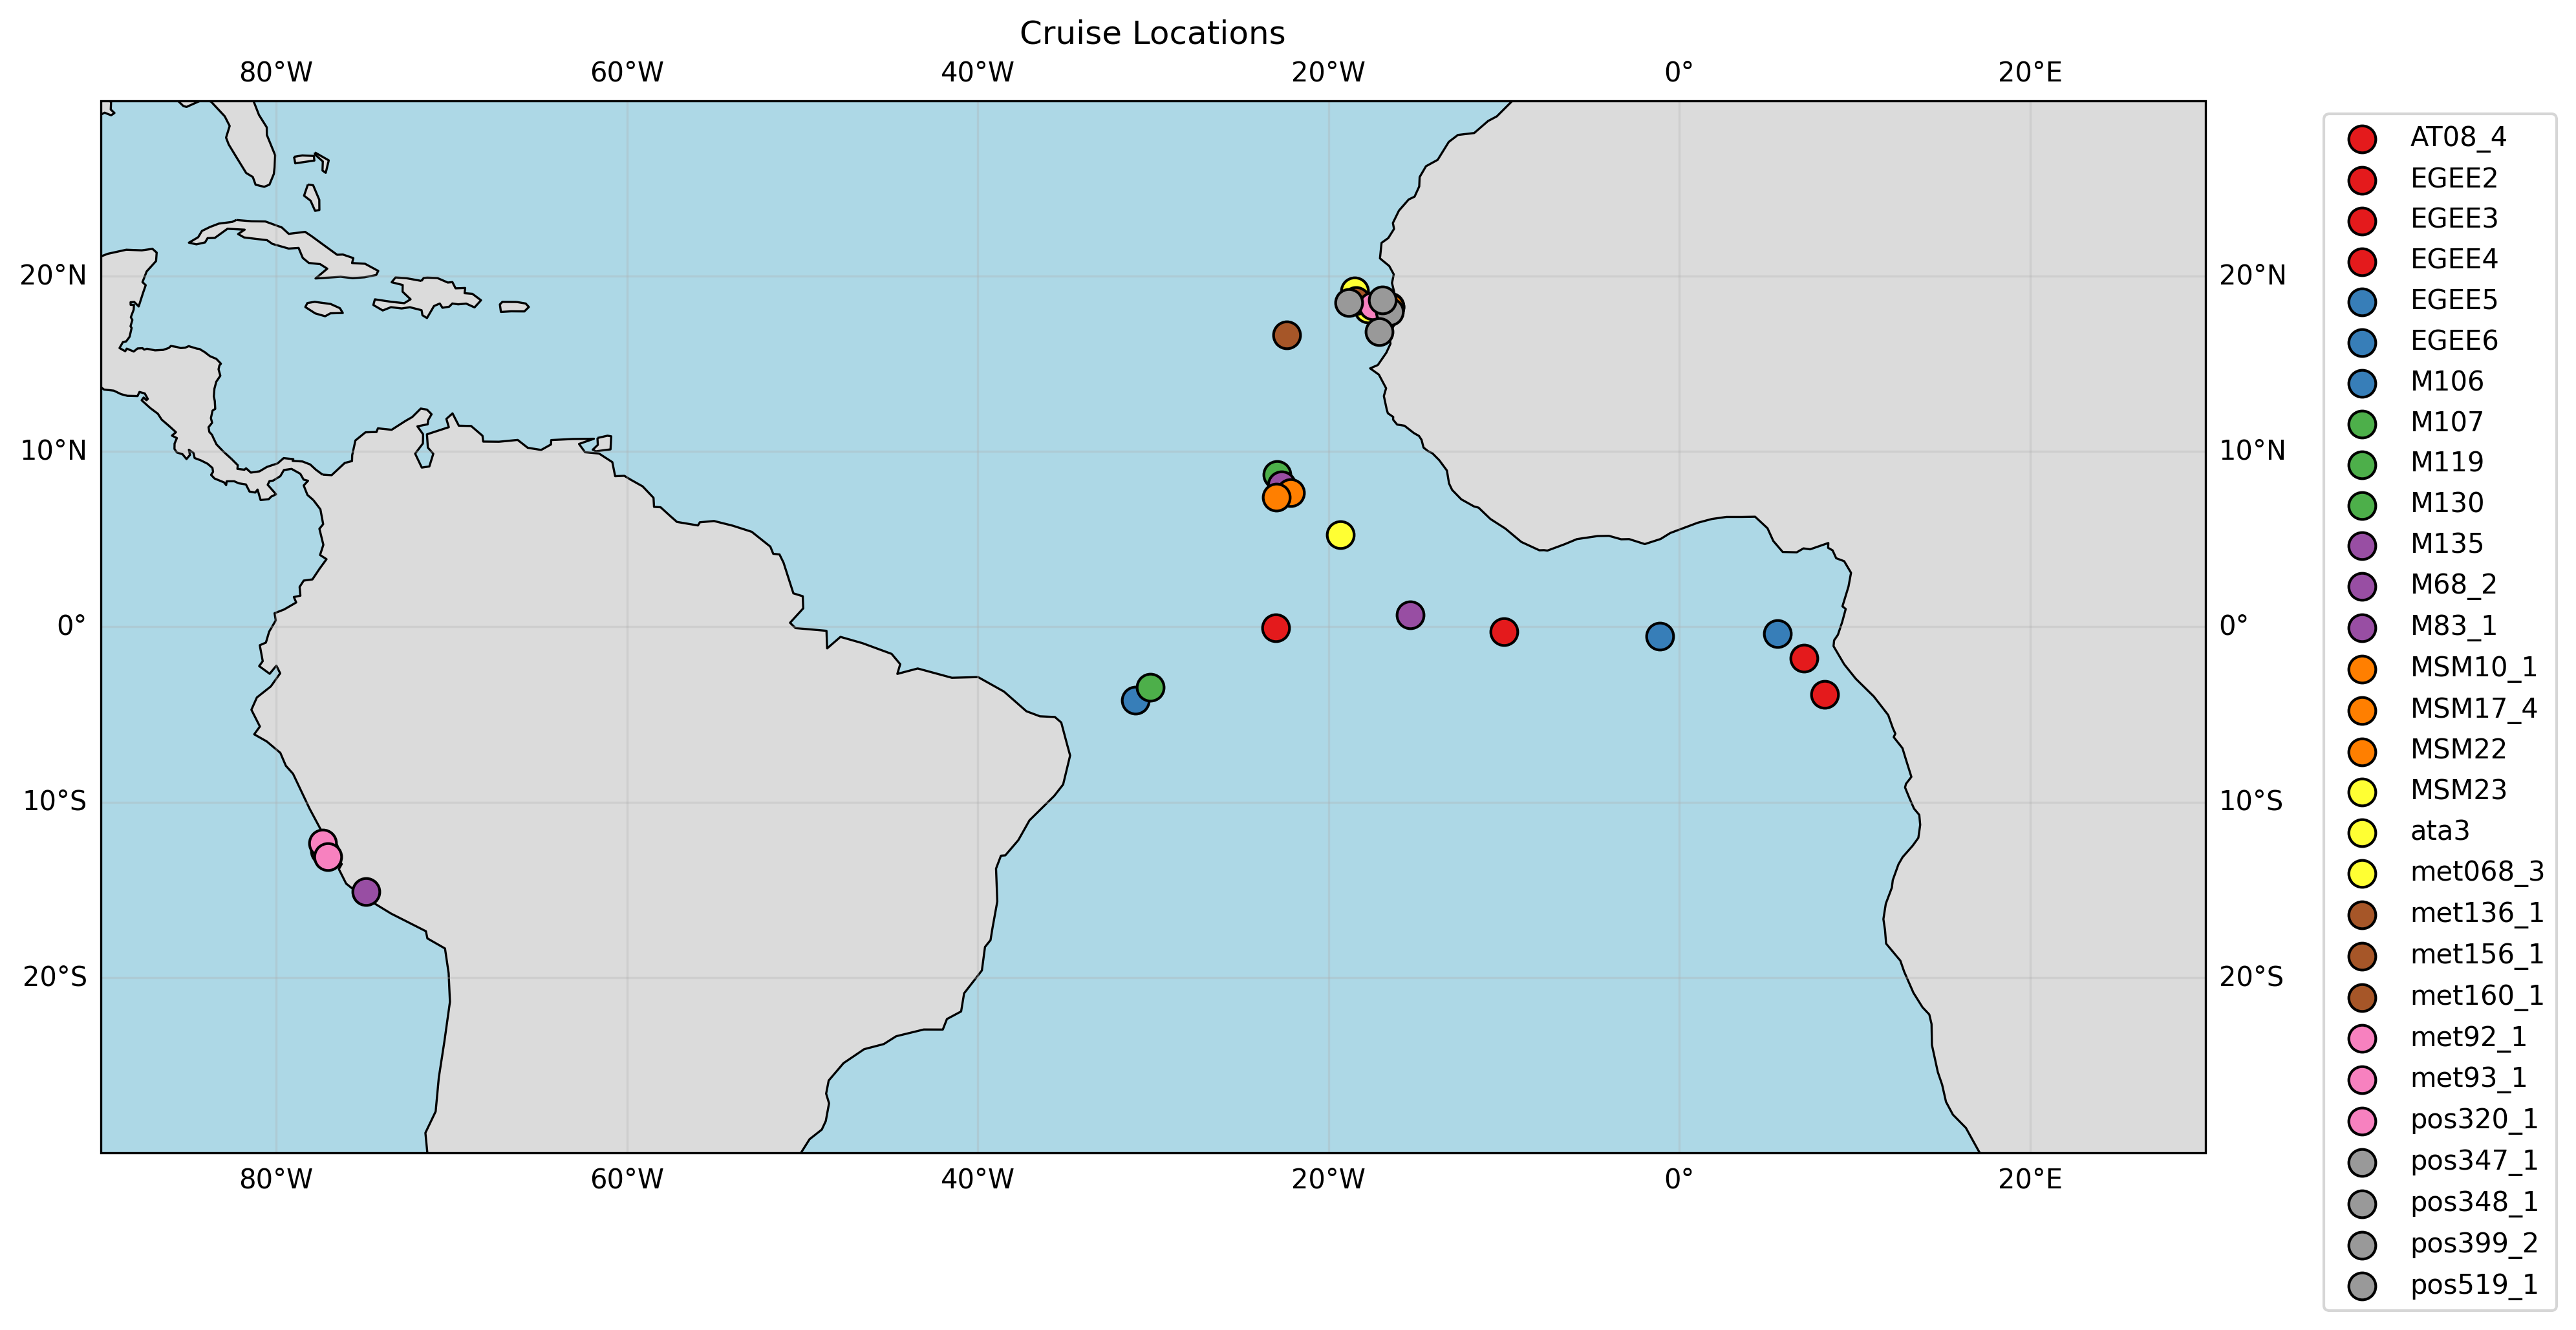 Cruise Locations
80°W 60°W 40°W 20°W 0° 20°E
20°N 20°N
10°N 10°N
0° 0°
10°S 10°S
20°S 20°S
80°W 60°W 40°W 20°W 0° 20°E
AT08_4
EGEE2
EGEE3
EGEE4
EGEE5
EGEE6
M106
M107
M119
M130
M135
M68_2
M83_1
MSM10_1
MSM17_4
MSM22
MSM23
ata3
met068_3
met136_1
met156_1
met160_1
met92_1
met93_1
pos320_1
pos347_1
pos348_1
pos399_2
pos519_1